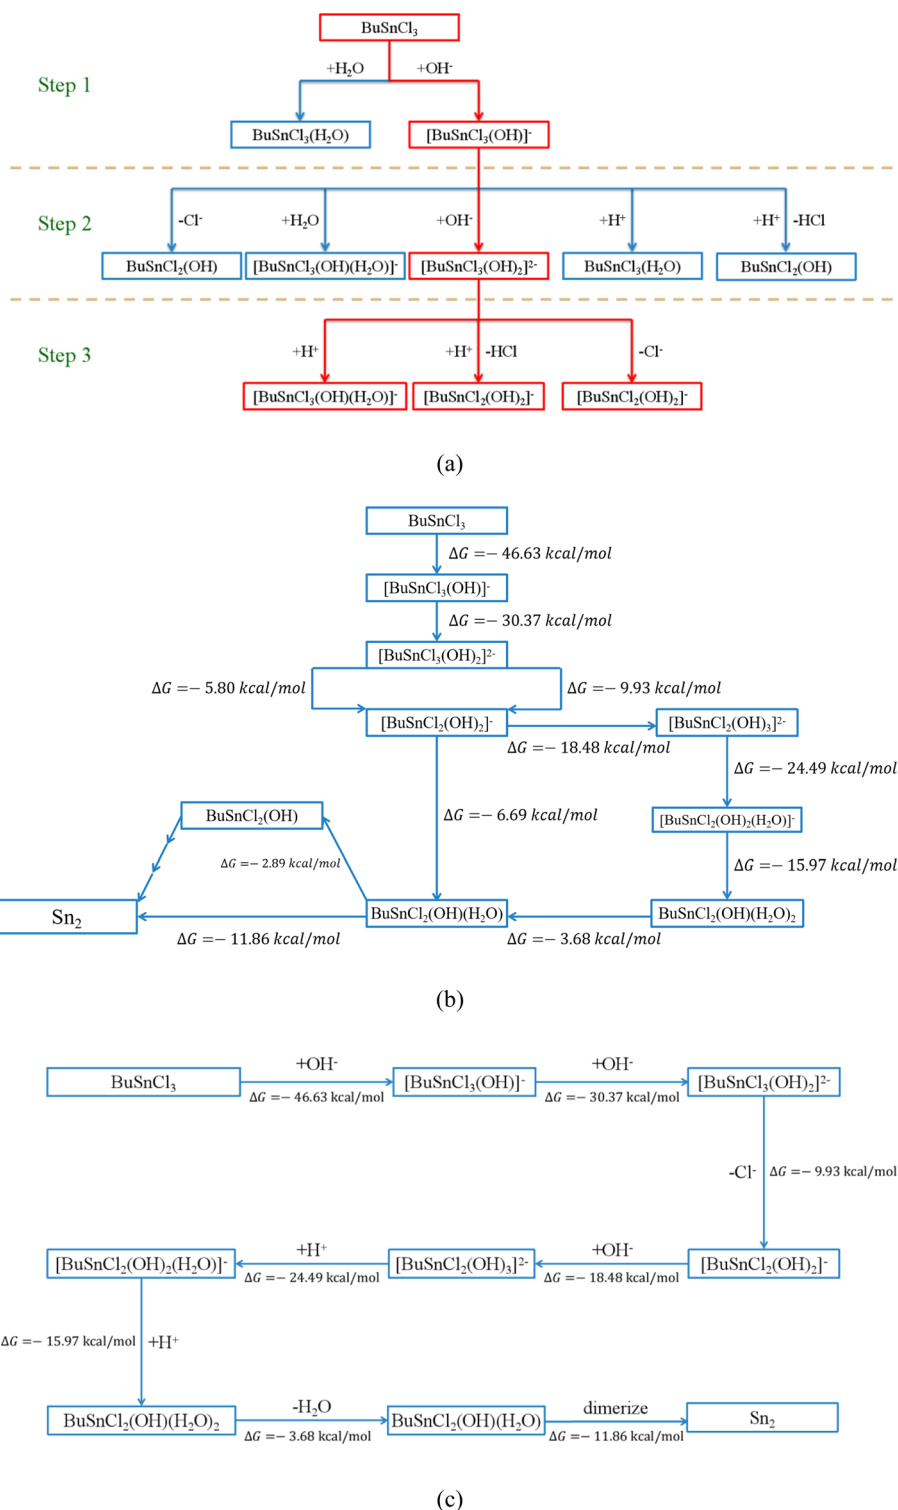 BuSnCl₃
+H₂O +OH⁻
Step 1
BuSnCl₃(H₂O) [BuSnCl₃(OH)]⁻
Step 2
-Cl⁻ +H₂O +OH⁻ +H⁺ +H⁺ -HCl
BuSnCl₂(OH) [BuSnCl₃(OH)(H₂O)]⁻ [BuSnCl₃(OH)₂]²⁻ BuSnCl₃(H₂O) BuSnCl₂(OH)
Step 3
+H⁺ +H⁺ -HCl -Cl⁻
[BuSnCl₃(OH)(H₂O)]⁻ [BuSnCl₂(OH)₂]⁻ [BuSnCl₂(OH)₂]⁻
(a)
BuSnCl₃
ΔG =− 46.63 kcal/mol
[BuSnCl₃(OH)]⁻
ΔG =− 30.37 kcal/mol
[BuSnCl₃(OH)₂]²⁻
ΔG =− 5.80 kcal/mol ΔG =− 9.93 kcal/mol
[BuSnCl₂(OH)₂]⁻ [BuSnCl₂(OH)₃]²⁻
ΔG =− 18.48 kcal/mol
ΔG =− 24.49 kcal/mol
BuSnCl₂(OH) ΔG =− 6.69 kcal/mol [BuSnCl₂(OH)₂(H₂O)]⁻
ΔG =− 2.89 kcal/mol ΔG =− 15.97 kcal/mol
Sn₂ BuSnCl₂(OH)(H₂O) BuSnCl₂(OH)(H₂O)₂
ΔG =− 11.86 kcal/mol ΔG =− 3.68 kcal/mol
(b)
+OH⁻ +OH⁻
BuSnCl₃ [BuSnCl₃(OH)]⁻ [BuSnCl₃(OH)₂]²⁻
ΔG =− 46.63 kcal/mol ΔG =− 30.37 kcal/mol
-Cl⁻ ΔG =− 9.93 kcal/mol
+H⁺ +OH⁻
[BuSnCl₂(OH)₂(H₂O)]⁻ [BuSnCl₂(OH)₃]²⁻ [BuSnCl₂(OH)₂]⁻
ΔG =− 24.49 kcal/mol ΔG =− 18.48 kcal/mol
ΔG =− 15.97 kcal/mol +H⁺
-H₂O dimerize
BuSnCl₂(OH)(H₂O)₂ BuSnCl₂(OH)(H₂O) Sn₂
ΔG =− 3.68 kcal/mol ΔG =− 11.86 kcal/mol
(c)